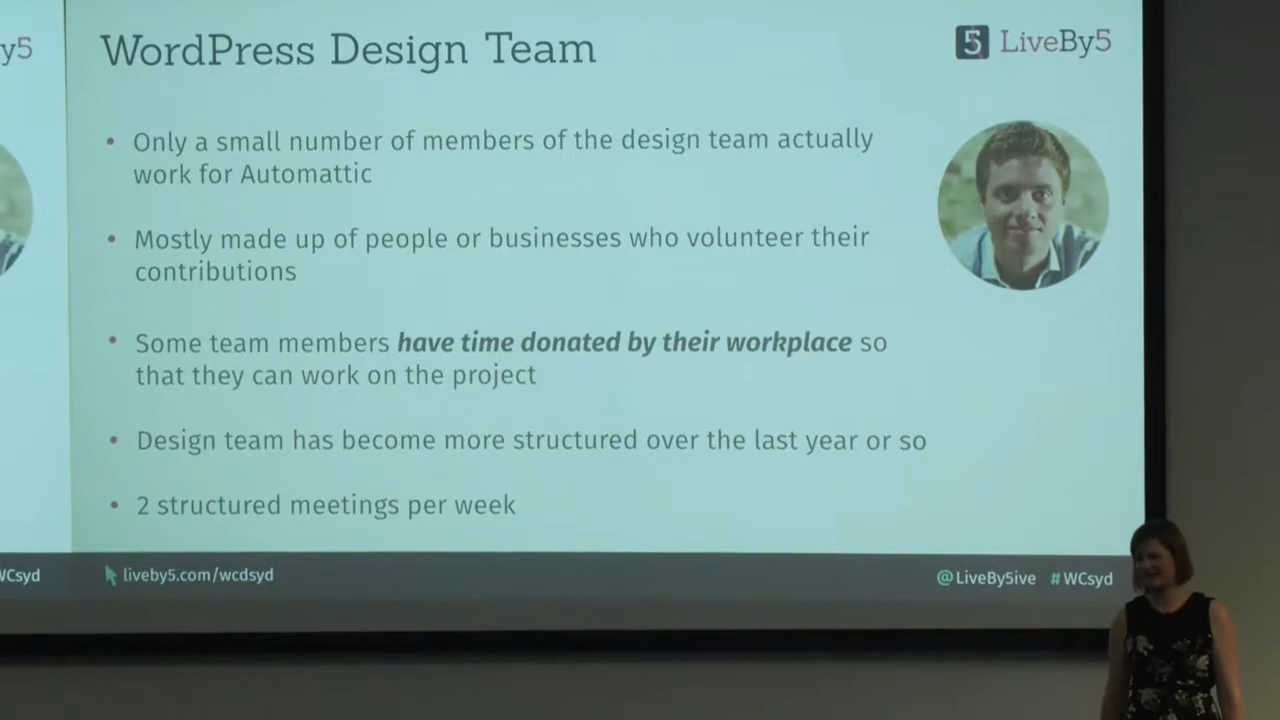 y5
WordPress Design Team
5 LiveBy5
• Only a small number of members of the design team actually
work for Automattic
• Mostly made up of people or businesses who volunteer their
contributions
• Some team members have time donated by their workplace so
that they can work on the project
• Design team has become more structured over the last year or so
• 2 structured meetings per week
WCsyd
liveby5.com/wcdsyd
@LiveBy5ive #WCsyd